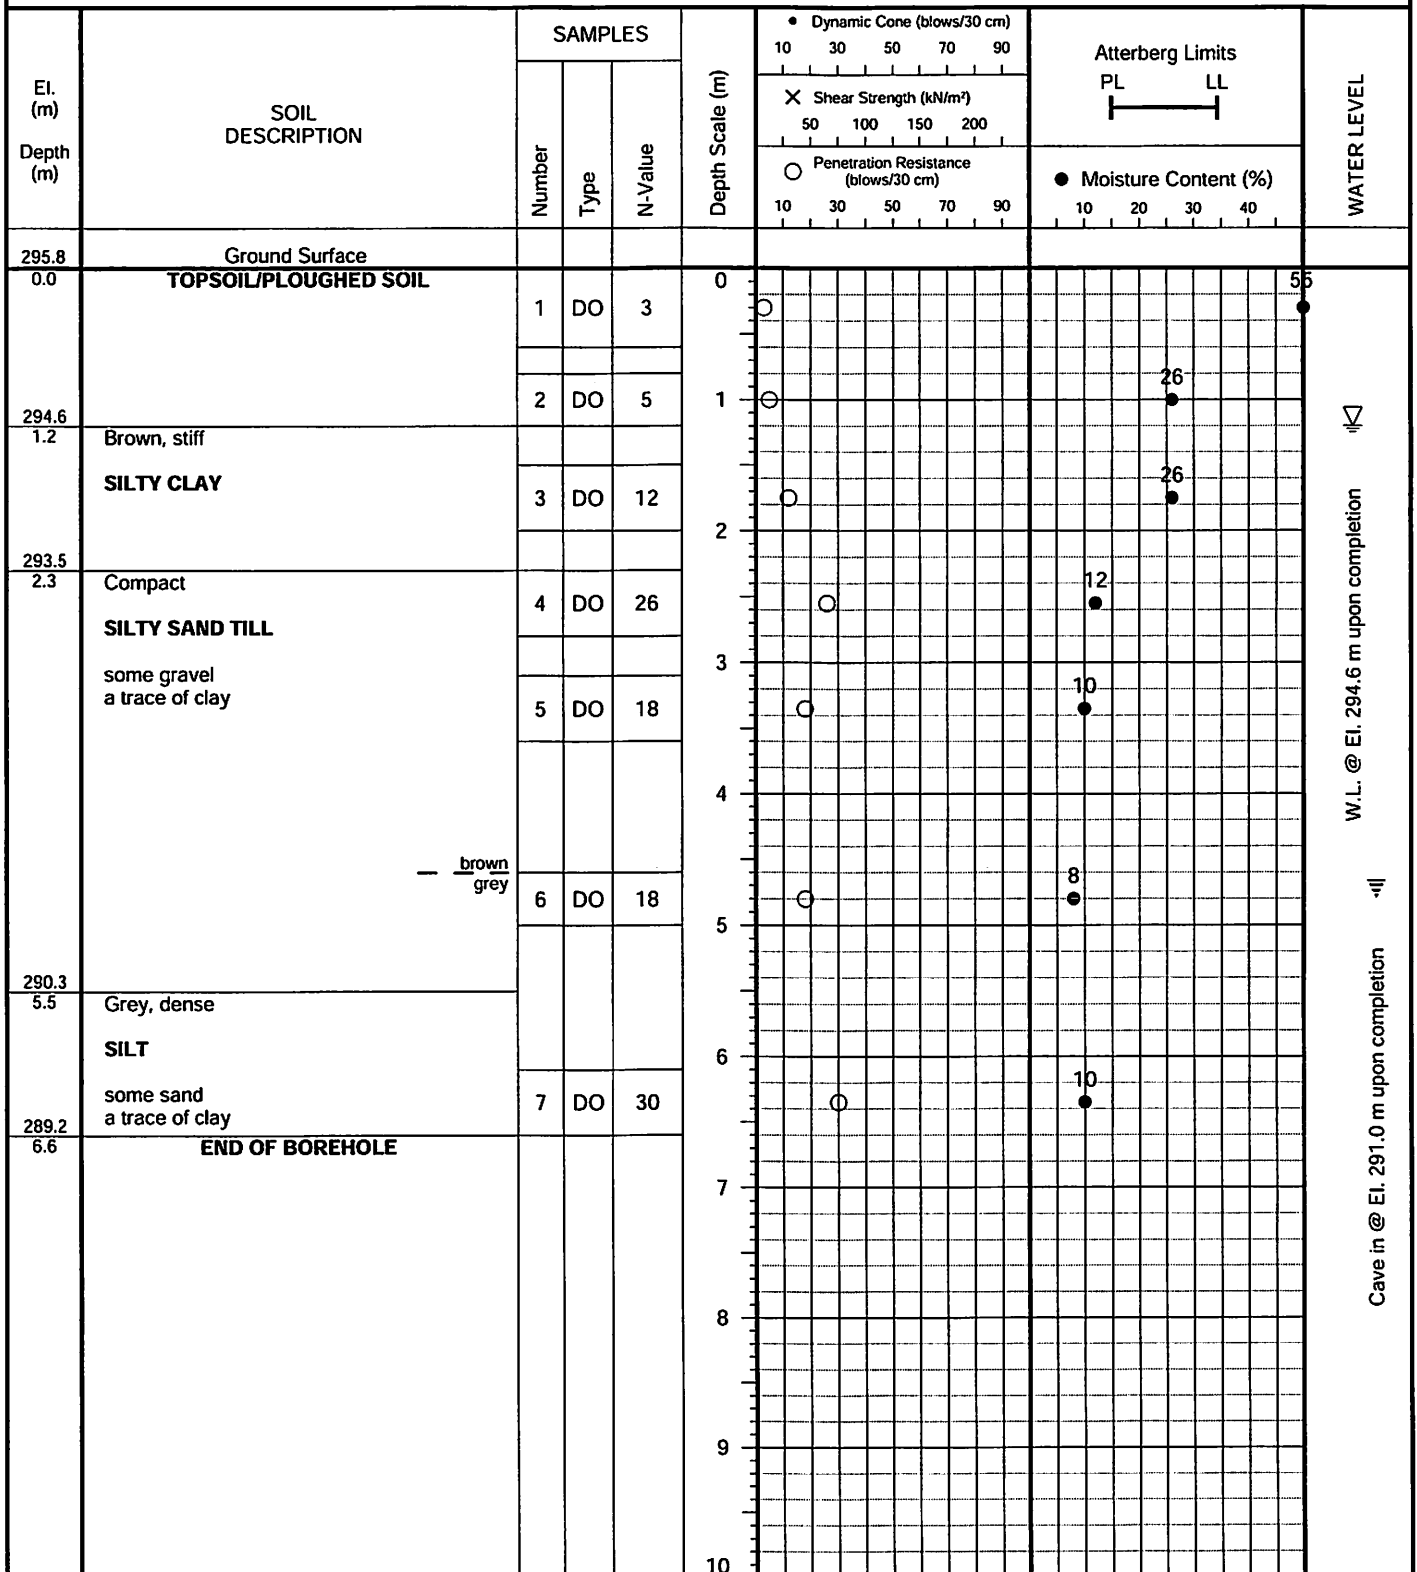 El.
(m)
Depth
(m)
SOIL
DESCRIPTION
SAMPLES
Number
Type
N-Value
Depth Scale (m)
• Dynamic Cone (blows/30 cm)
10 30 50 70 90
✕ Shear Strength (kN/m²)
50 100 150 200
○ Penetration Resistance
(blows/30 cm)
10 30 50 70 90
Atterberg Limits
PL LL
● Moisture Content (%)
10 20 30 40
WATER LEVEL
295.8 Ground Surface
0.0 TOPSOIL/PLOUGHED SOIL 0
55
1 DO 3
26
2 DO 5 1
294.6
1.2 Brown, stiff
26
SILTY CLAY
3 DO 12
2
293.5
2.3 Compact
12
4 DO 26
SILTY SAND TILL
3
some gravel
10
a trace of clay
5 DO 18
4
brown
grey
8
6 DO 18
5
290.3
5.5 Grey, dense
SILT
6
some sand
10
7 DO 30
a trace of clay
289.2
6.6 END OF BOREHOLE
7
8
9
10
W.L. @ El. 294.6 m upon completion
Cave in @ El. 291.0 m upon completion